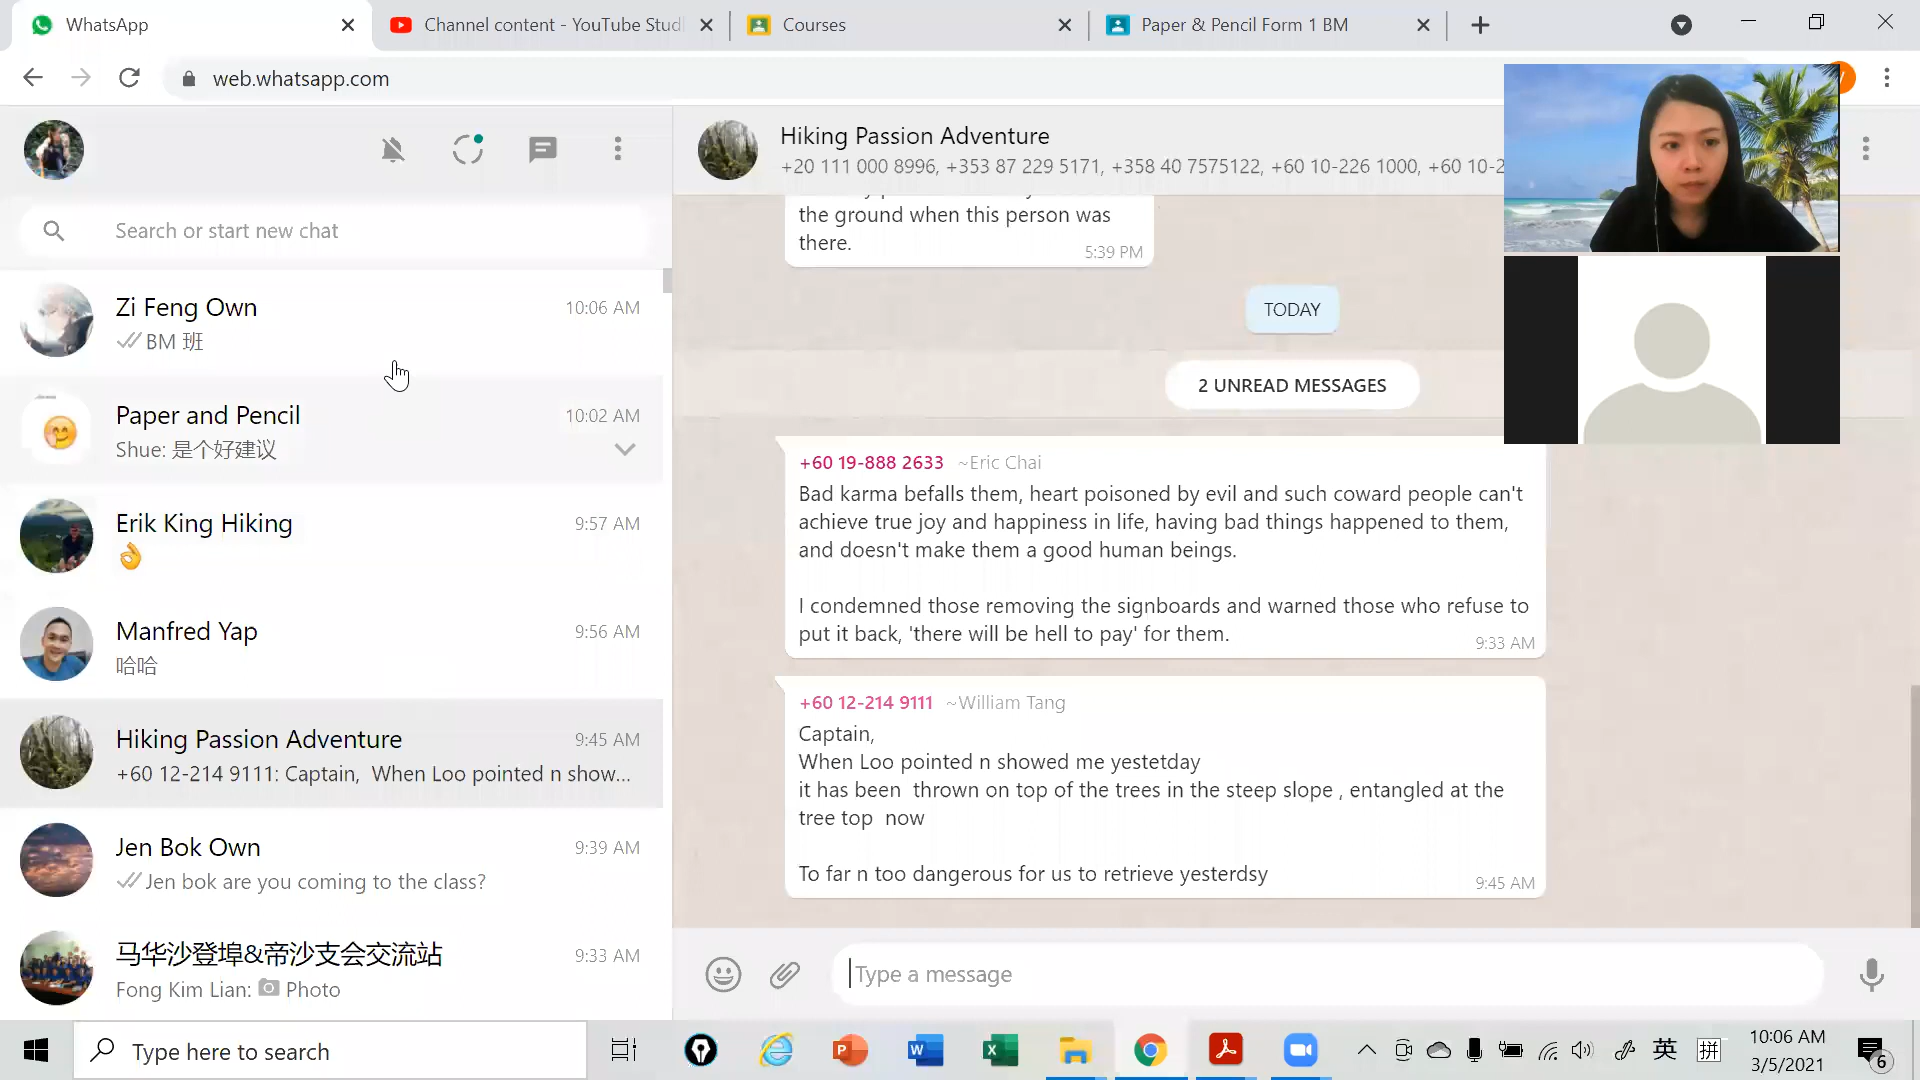 WhatsApp
Channel content - YouTube Studi
Courses
Paper & Pencil Form 1 BM
web.whatsapp.com
Search or start new chat
Zi Feng Own
10:06 AM
BM 班
Paper and Pencil
10:02 AM
Shue: 是个好建议
Erik King Hiking
9:57 AM
Manfred Yap
9:56 AM
哈哈
Hiking Passion Adventure
9:45 AM
+60 12-214 9111: Captain, When Loo pointed n show...
Jen Bok Own
9:39 AM
Jen bok are you coming to the class?
马华沙登埠&帝沙支会交流站
9:33 AM
Fong Kim Lian: Photo
Hiking Passion Adventure
+20 111 000 8996, +353 87 229 5171, +358 40 7575122, +60 10-226 1000, +60 10-2
the ground when this person was
there.
5:39 PM
TODAY
2 UNREAD MESSAGES
+60 19-888 2633 ~Eric Chai
Bad karma befalls them, heart poisoned by evil and such coward people can't
achieve true joy and happiness in life, having bad things happened to them,
and doesn't make them a good human beings.
I condemned those removing the signboards and warned those who refuse to
put it back, 'there will be hell to pay' for them.
9:33 AM
+60 12-214 9111 ~William Tang
Captain,
When Loo pointed n showed me yestetday
it has been thrown on top of the trees in the steep slope , entangled at the
tree top now
To far n too dangerous for us to retrieve yesterdsy
9:45 AM
Type a message
Type here to search
英
拼
10:06 AM
3/5/2021
6